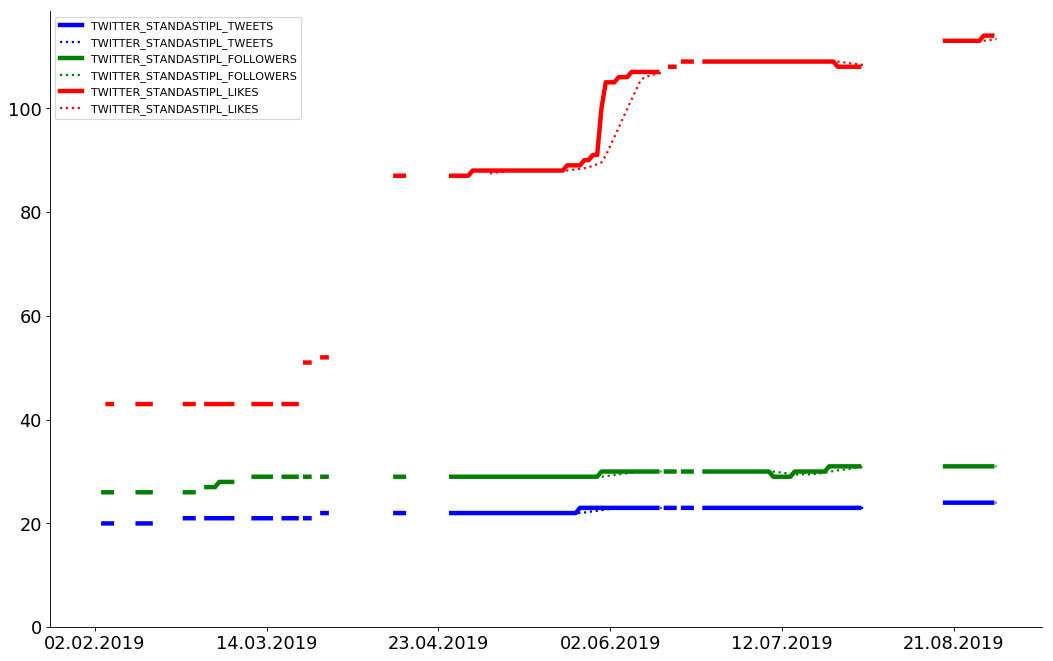 TWITTER_STANDASTIPL_TWEETS
TWITTER_STANDASTIPL_TWEETS
TWITTER_STANDASTIPL_FOLLOWERS
TWITTER_STANDASTIPL_FOLLOWERS
TWITTER_STANDASTIPL_LIKES
TWITTER_STANDASTIPL_LIKES
100
80
60
40
20
0
02.02.2019 14.03.2019 23.04.2019 02.06.2019 12.07.2019 21.08.2019